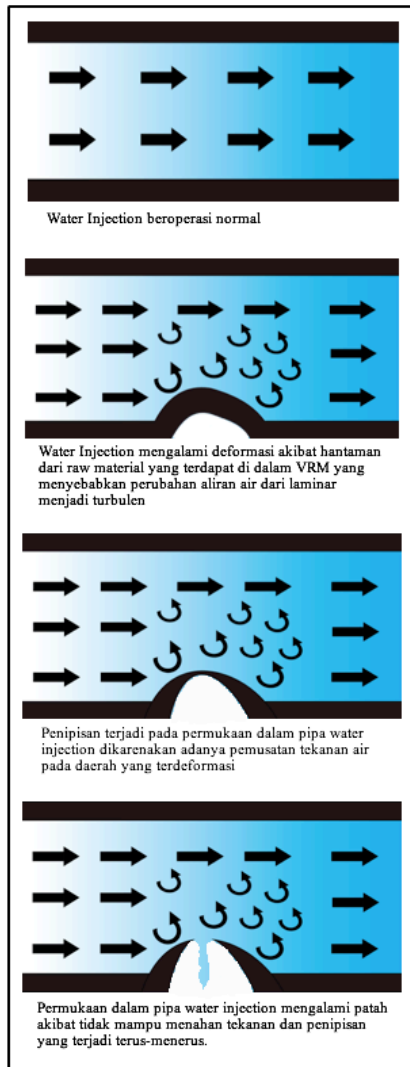 Water Injection beroperasi normal
Water Injection mengalami deformasi akibat hantaman
dari raw material yang terdapat di dalam VRM yang
menyebabkan perubahan aliran air dari laminar
menjadi turbulen
Penipisan terjadi pada permukaan dalam pipa water
injection dikarenakan adanya pemusatan tekanan air
pada daerah yang terdeformasi
Permukaan dalam pipa water injection mengalami patah
akibat tidak mampu menahan tekanan dan penipisan
yang terjadi terus-menerus.